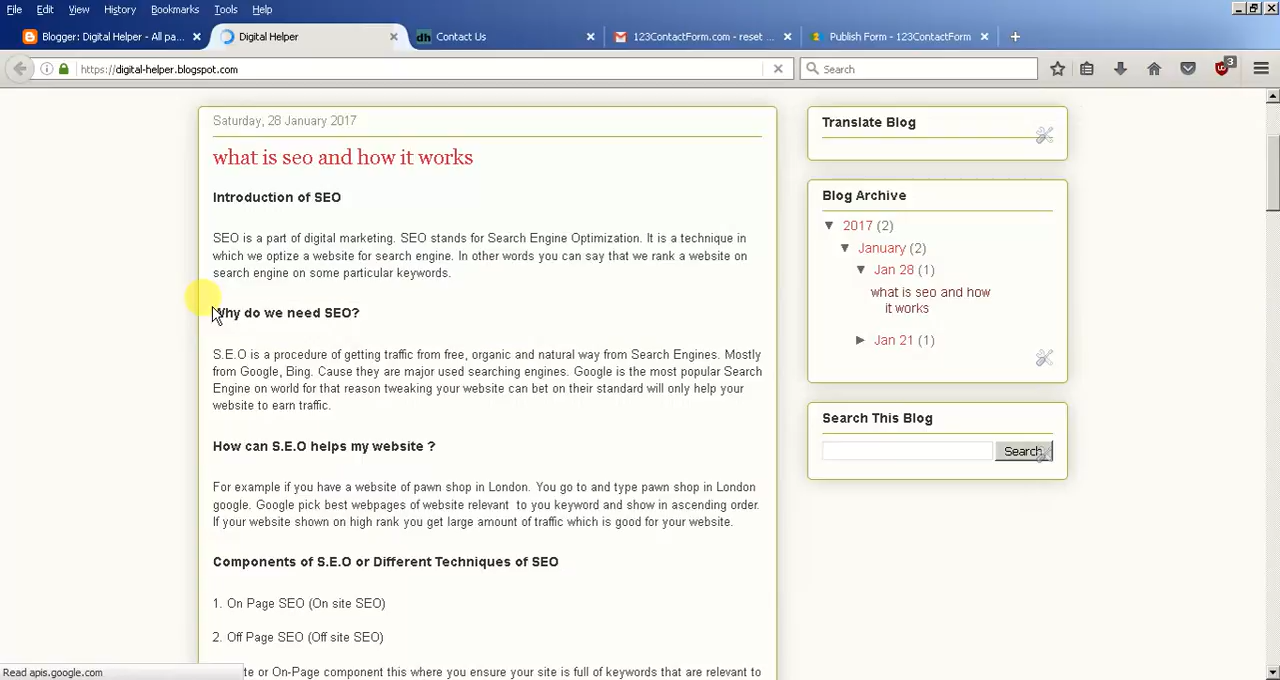 File Edit View History Bookmarks Tools Help
Blogger: Digital Helper - All pa...
Digital Helper
dh Contact Us
123ContactForm.com - reset ...
Publish Form - 123ContactForm
https://digital-helper.blogspot.com
Search
3
Saturday, 28 January 2017
what is seo and how it works
Introduction of SEO
SEO is a part of digital marketing. SEO stands for Search Engine Optimization. It is a technique in
which we optize a website for search engine. In other words you can say that we rank a website on
search engine on some particular keywords.
Why do we need SEO?
S.E.O is a procedure of getting traffic from free, organic and natural way from Search Engines. Mostly
from Google, Bing. Cause they are major used searching engines. Google is the most popular Search
Engine on world for that reason tweaking your website can bet on their standard will only help your
website to earn traffic.
How can S.E.O helps my website ?
For example if you have a website of pawn shop in London. You go to and type pawn shop in London
google. Google pick best webpages of website relevant to you keyword and show in ascending order.
If your website shown on high rank you get large amount of traffic which is good for your website.
Components of S.E.O or Different Techniques of SEO
1. On Page SEO (On site SEO)
2. Off Page SEO (Off site SEO)
te or On-Page component this where you ensure your site is full of keywords that are relevant to
Translate Blog
Blog Archive
▼ 2017 (2)
▼ January (2)
▼ Jan 28 (1)
what is seo and how
it works
► Jan 21 (1)
Search This Blog
Search
Read apis.google.com